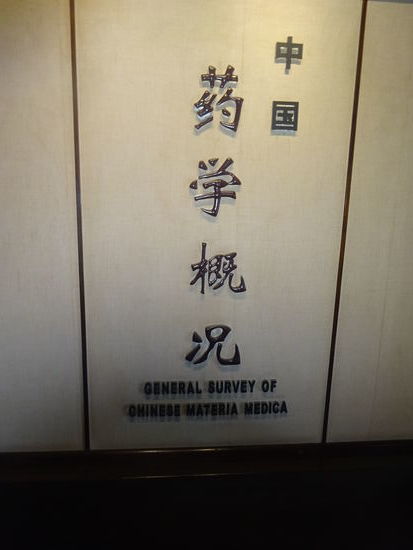 中国
药学概况
GENERAL SURVEY OF
CHINESE MATERIA MEDICA